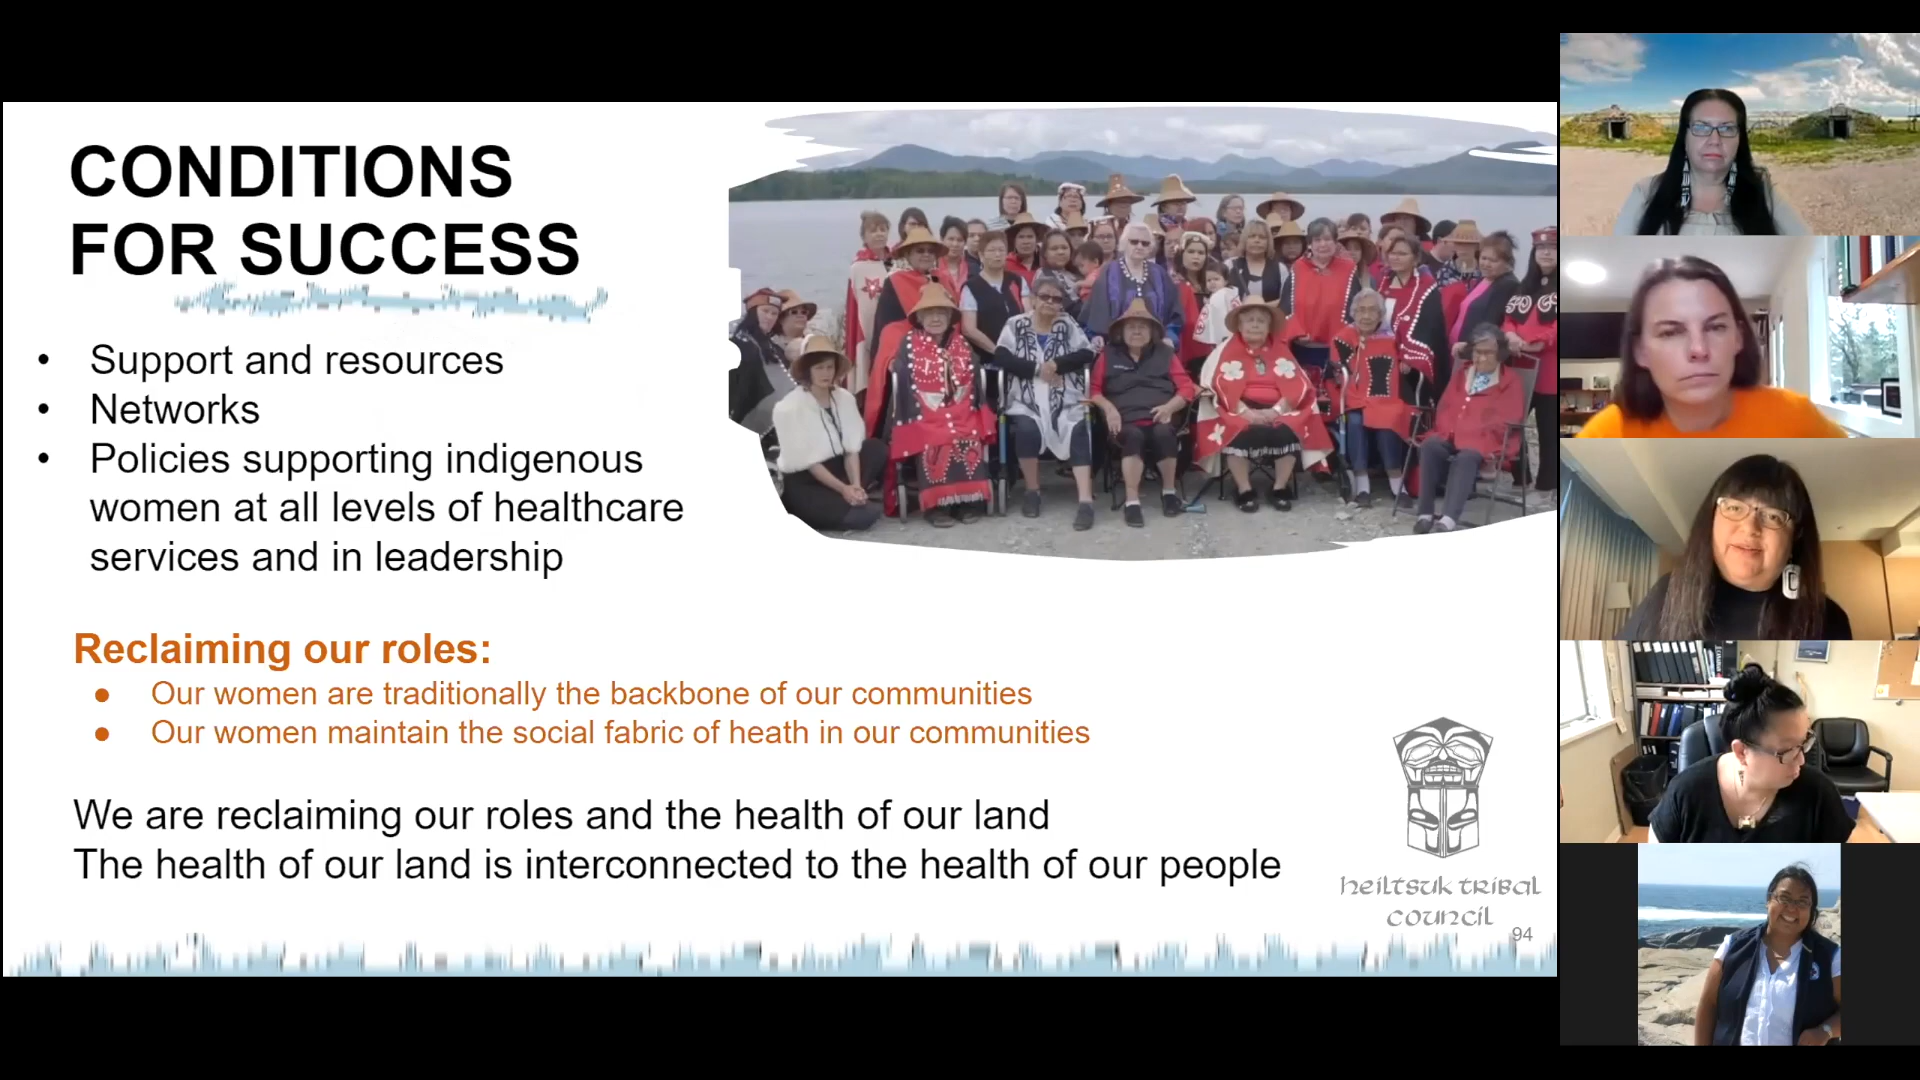 CONDITIONS
FOR SUCCESS
• Support and resources
• Networks
• Policies supporting indigenous
women at all levels of healthcare
services and in leadership
Reclaiming our roles:
● Our women are traditionally the backbone of our communities
● Our women maintain the social fabric of heath in our communities
We are reclaiming our roles and the health of our land
The health of our land is interconnected to the health of our people
heiltsuk tribal
council
94